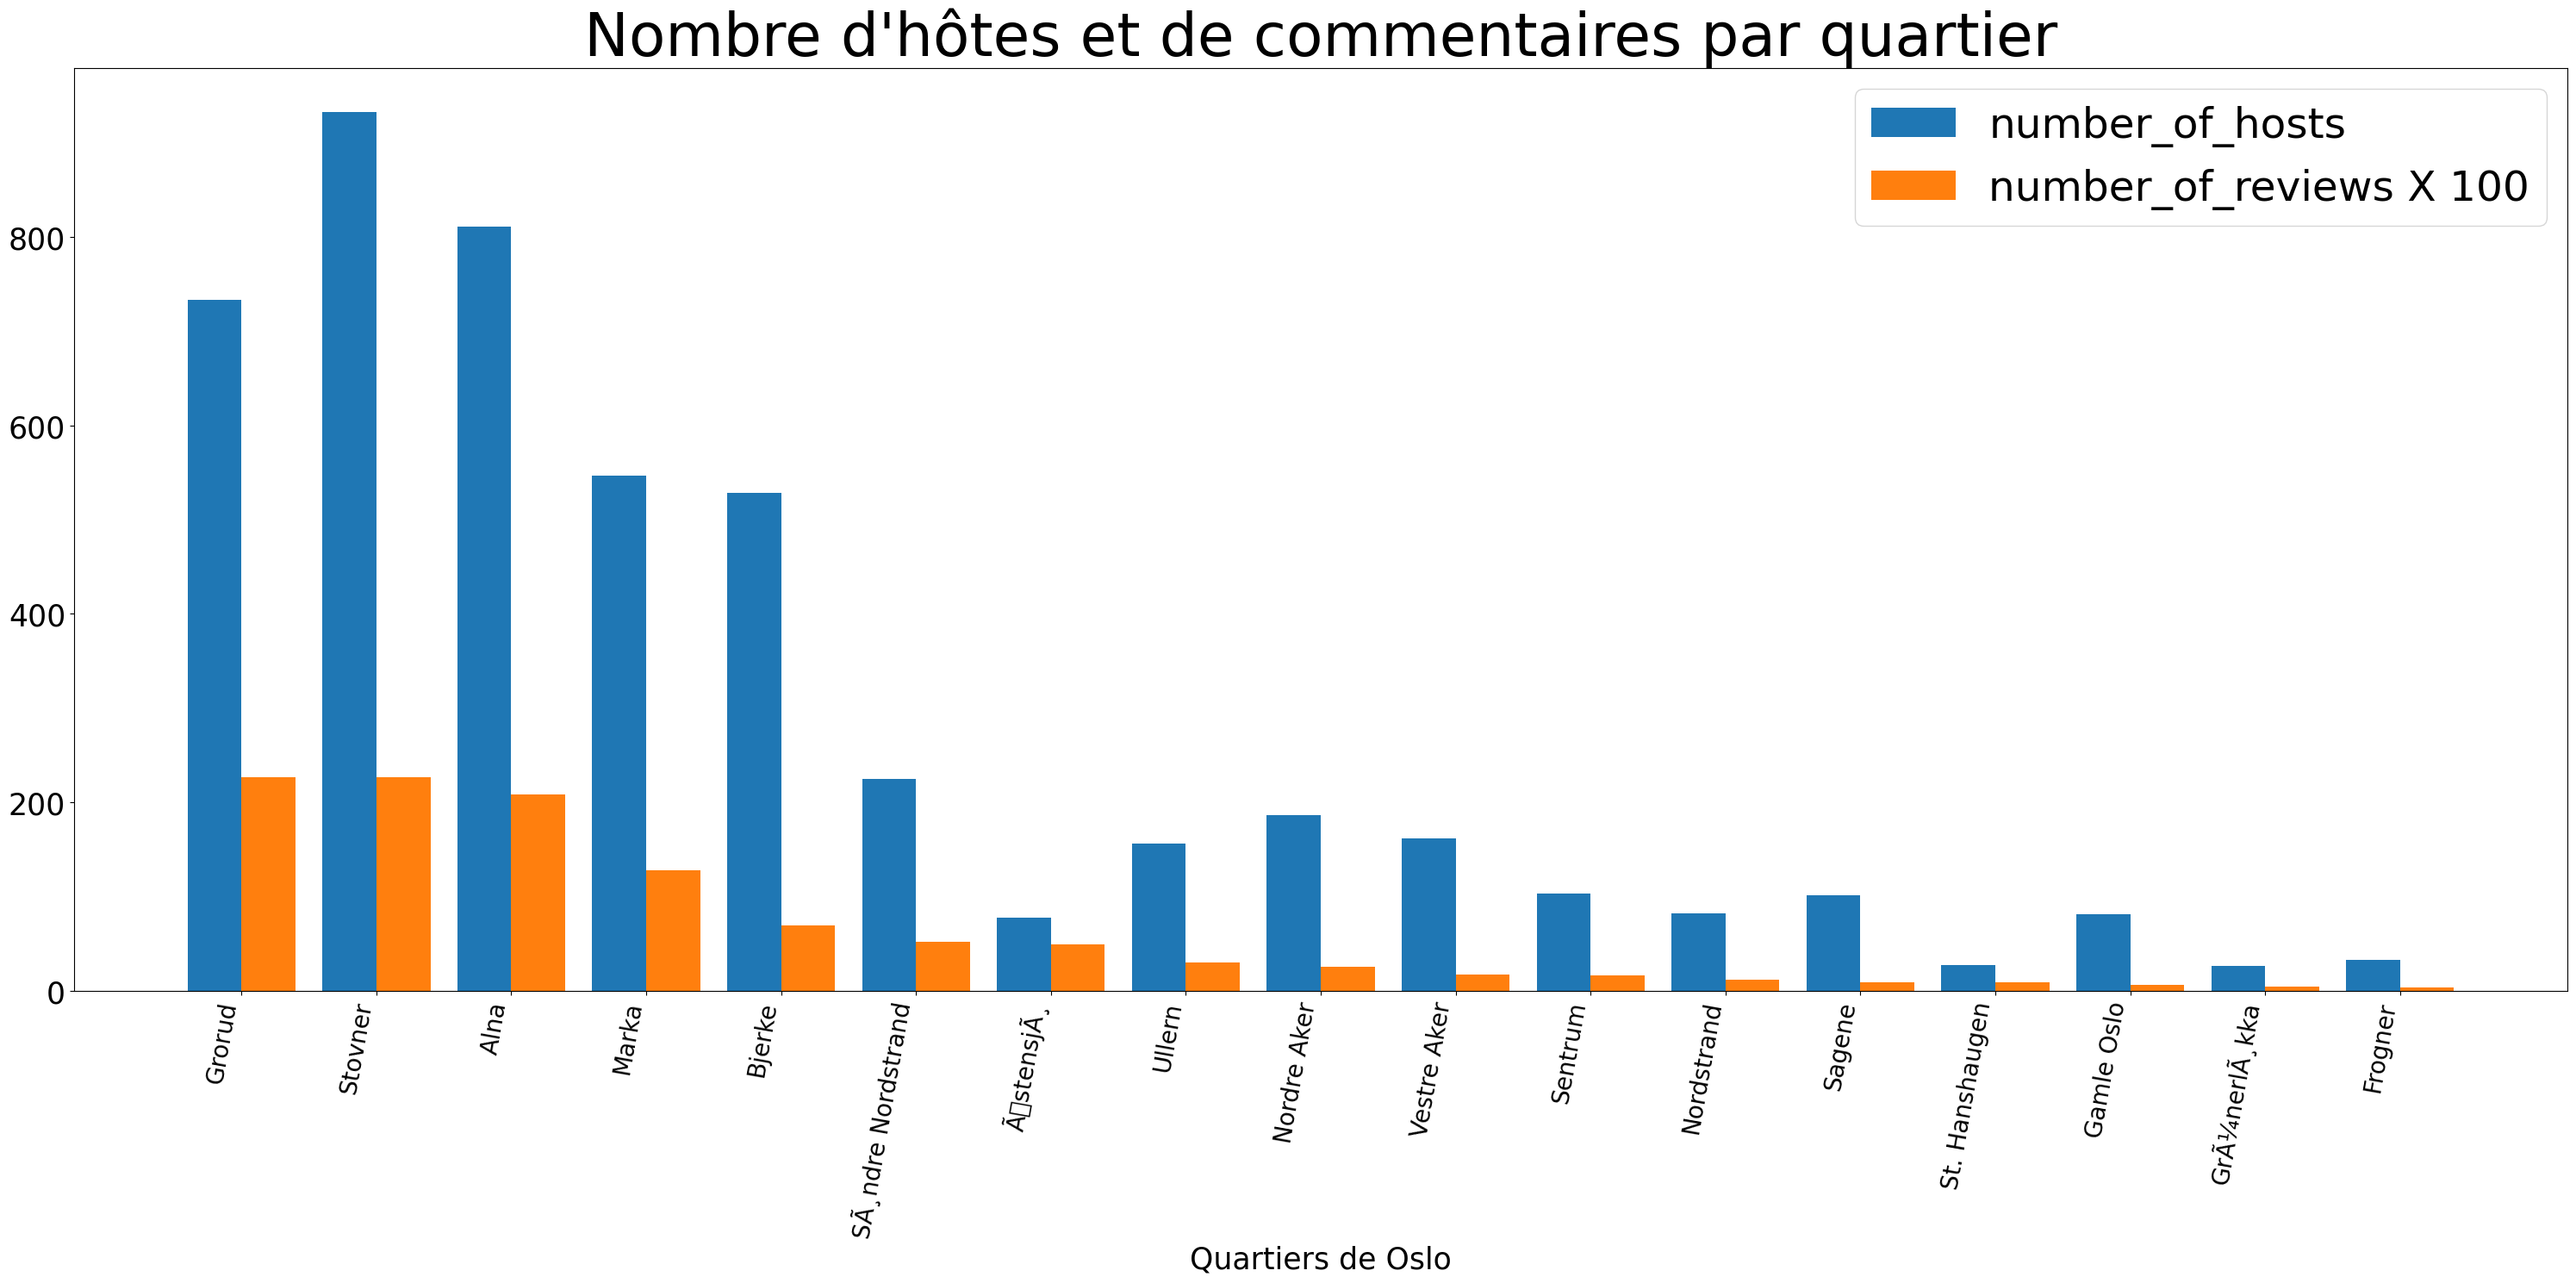 Nombre d'hôtes et de commentaires par quartier
number_of_hosts
number_of_reviews X 100
800
600
400
200
0
Grorud
Stovner
Alna
Marka
Bjerke
SÃ¸ndre Nordstrand
Ã▯stensjÃ¸
Ullern
Nordre Aker
Vestre Aker
Sentrum
Nordstrand
Sagene
St. Hanshaugen
Gamle Oslo
GrÃ¼nerlÃ¸kka
Frogner
Quartiers de Oslo